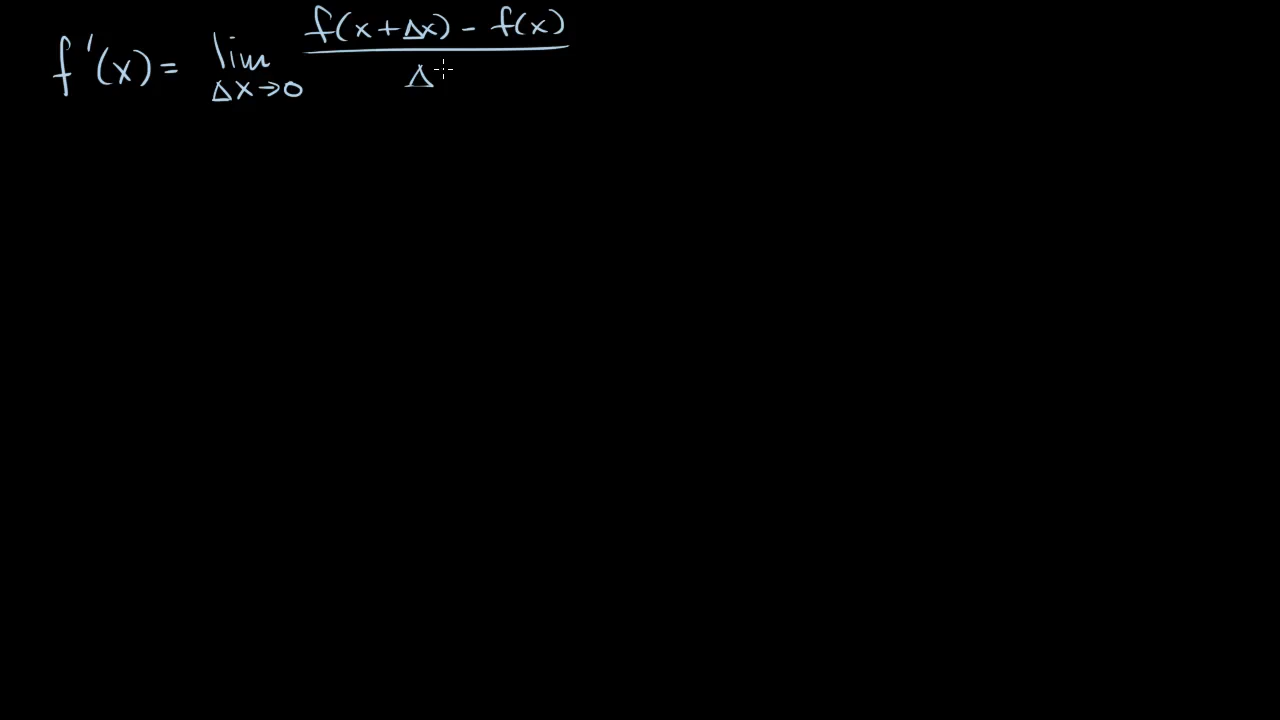 f'(x) = lim Δx→0 f(x+Δx) - f(x) / Δ